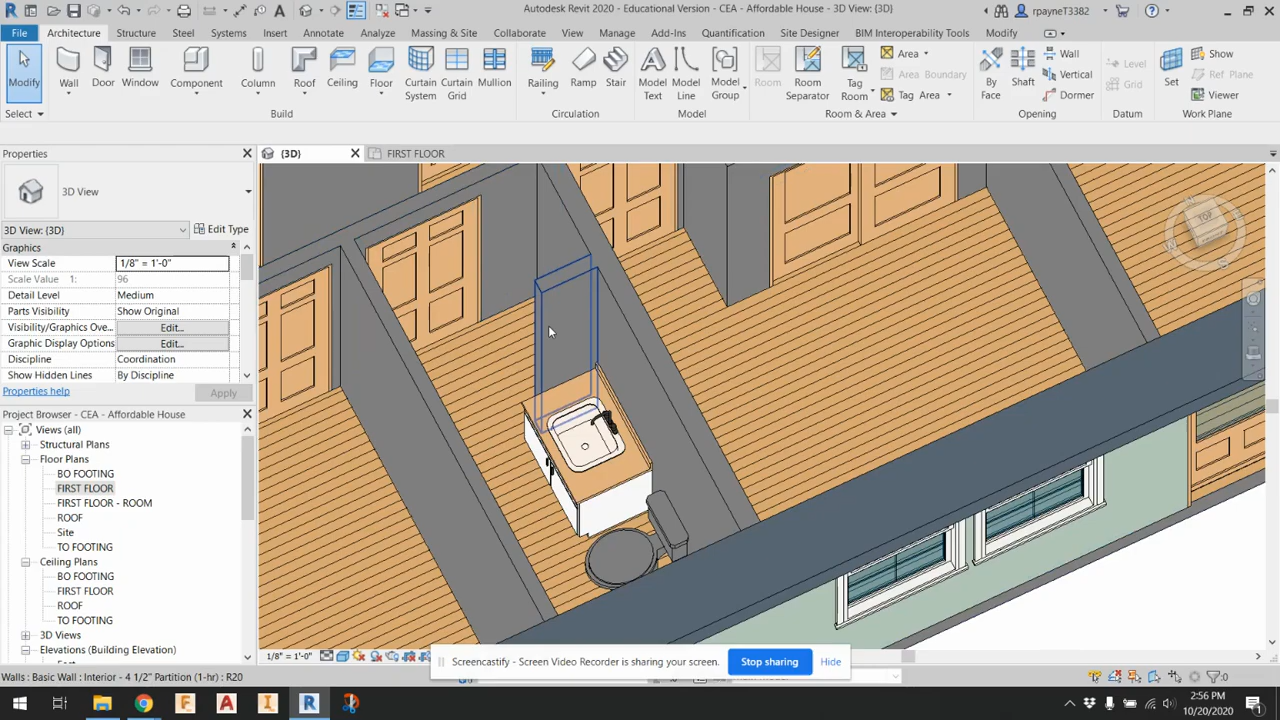 Autodesk Revit 2020 - Educational Version - CEA - Affordable House - 3D View: {3D}
rpayneT3382
File Architecture Structure Steel Systems Insert Annotate Analyze Massing & Site Collaborate View Manage Add-Ins Quantification Site Designer BIM Interoperability Tools Modify
Modify Wall Door Window Component Column Roof Ceiling Floor Curtain System Curtain Grid Mullion Railing Ramp Stair Model Text Model Line Model Group Room Room Separator Tag Room By Face Shaft Set
Area Wall Level Show
Area Boundary Vertical Grid Ref Plane
Tag Area Dormer Viewer
Select Build Circulation Model Room & Area Opening Datum Work Plane
Properties
{3D} FIRST FLOOR
3D View
3D View: {3D} Edit Type
Graphics
View Scale 1/8" = 1'-0"
Scale Value 1: 96
Detail Level Medium
Parts Visibility Show Original
Visibility/Graphics Ove... Edit...
Graphic Display Options Edit...
Discipline Coordination
Show Hidden Lines By Discipline
Properties help Apply
Project Browser - CEA - Affordable House
Views (all)
Structural Plans
Floor Plans
BO FOOTING
FIRST FLOOR
FIRST FLOOR - ROOM
ROOF
Site
TO FOOTING
Ceiling Plans
BO FOOTING
FIRST FLOOR
ROOF
TO FOOTING
3D Views
Elevations (Building Elevation)
TOP
1/8" = 1'-0"
Screencastify - Screen Video Recorder is sharing your screen. Stop sharing Hide
Walls : Basic Wall : Interior - 4 1/2" Partition (1-hr) : R20
:0
2:56 PM
10/20/2020